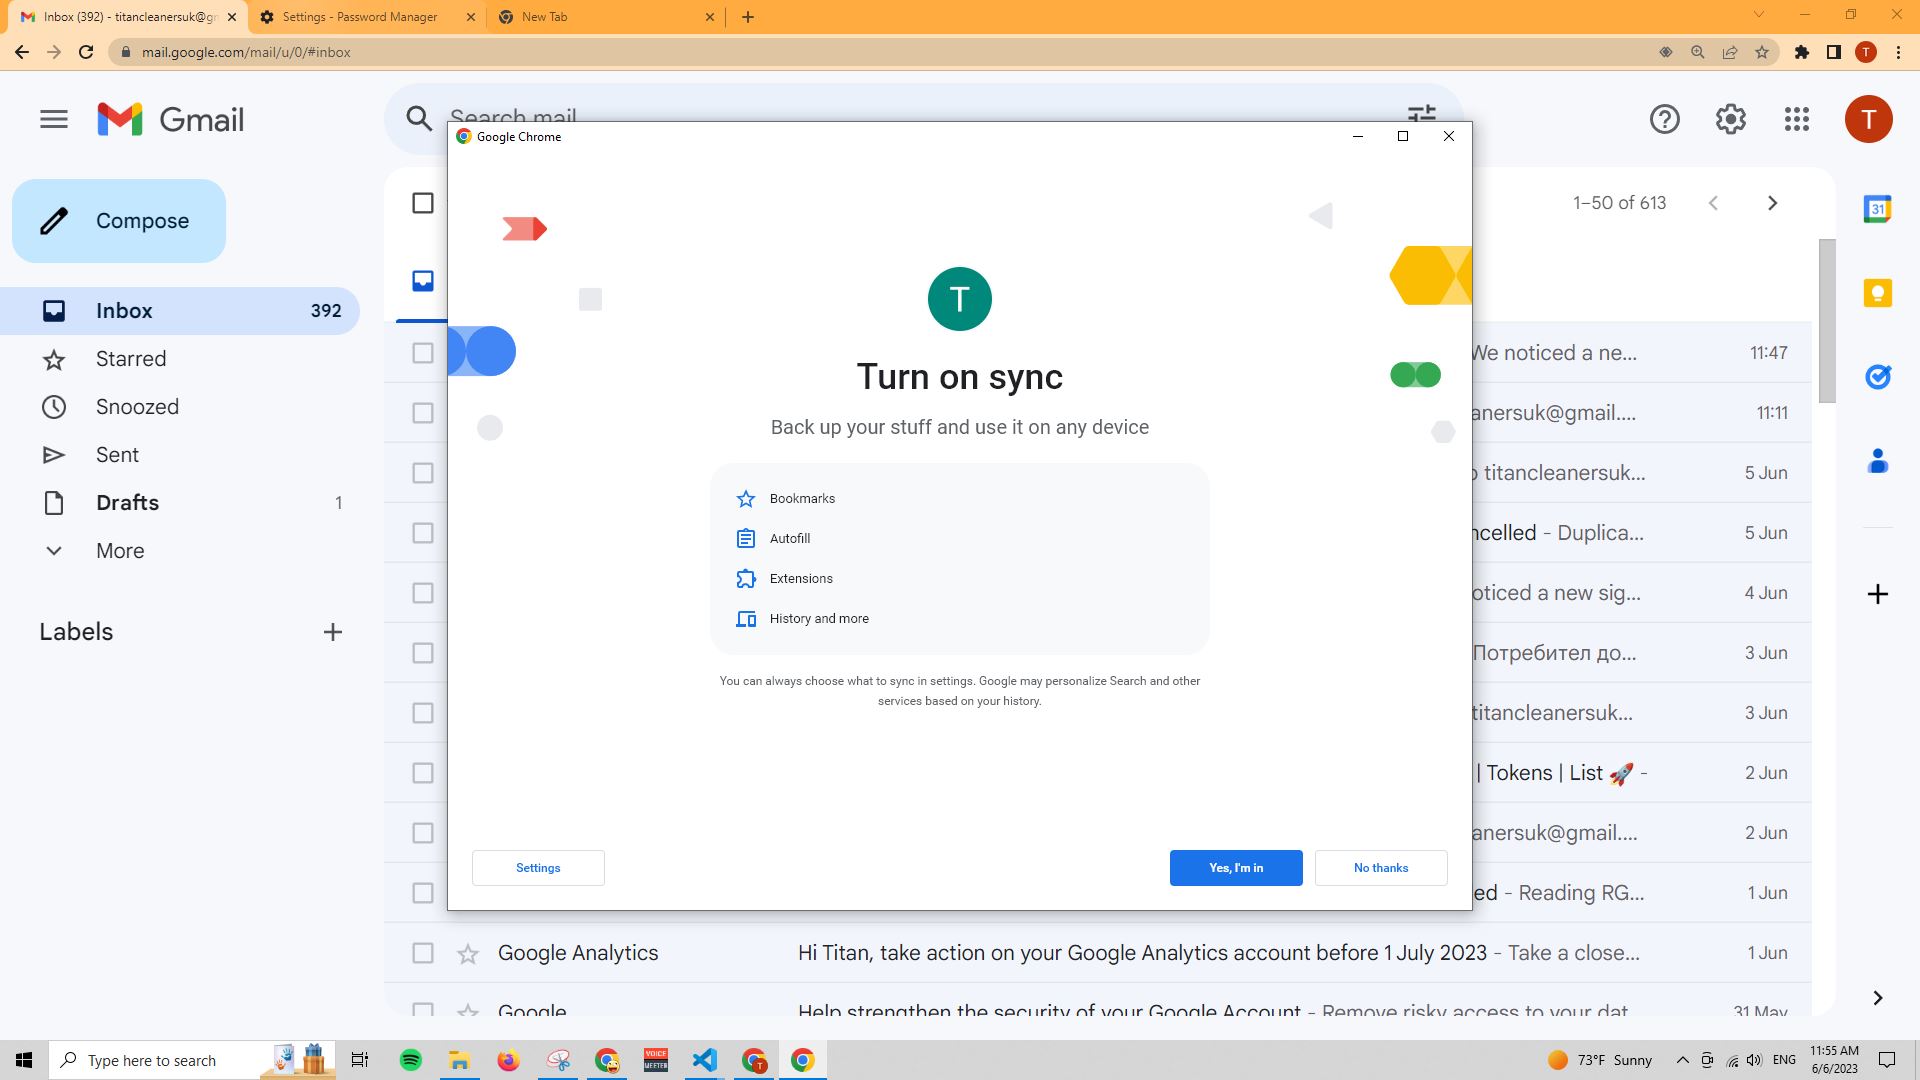 Inbox (392) - titancleanersuk@gm
Settings - Password Manager
New Tab
mail.google.com/mail/u/0/#inbox
T
Gmail
Search mail
T
Google Chrome
Compose
1–50 of 613
31
Inbox 392
Starred
Snoozed
Sent
Drafts 1
More
Labels
T
Turn on sync
Back up your stuff and use it on any device
Bookmarks
Autofill
Extensions
History and more
You can always choose what to sync in settings. Google may personalize Search and other
services based on your history.
Settings
Yes, I'm in
No thanks
We noticed a ne... 11:47
anersuk@gmail.... 11:11
titancleanersuk... 5 Jun
ncelled - Duplica... 5 Jun
oticed a new sig... 4 Jun
Потребител до... 3 Jun
titancleanersuk... 3 Jun
| Tokens | List 🚀 - 2 Jun
anersuk@gmail.... 2 Jun
ed - Reading RG... 1 Jun
Google Analytics Hi Titan, take action on your Google Analytics account before 1 July 2023 - Take a close... 1 Jun
Google Help strengthen the security of your Google Account - Remove risky access to your dat 31 May
Type here to search
VOICE
MEETER
T
73°F Sunny
ENG
11:55 AM
6/6/2023